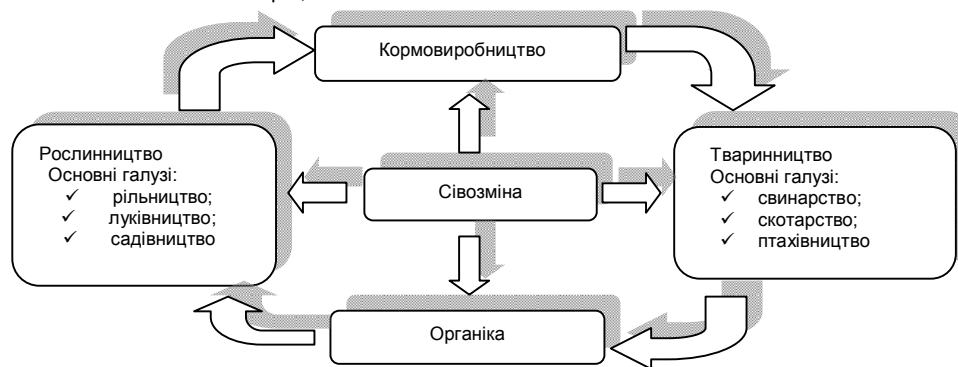 Кормовиробництво
Рослинництво
Основні галузі:
✓ рільництво;
✓ луківництво;
✓ садівництво
Сівозміна
Тваринництво
Основні галузі:
✓ свинарство;
✓ скотарство;
✓ птахівництво
Органіка